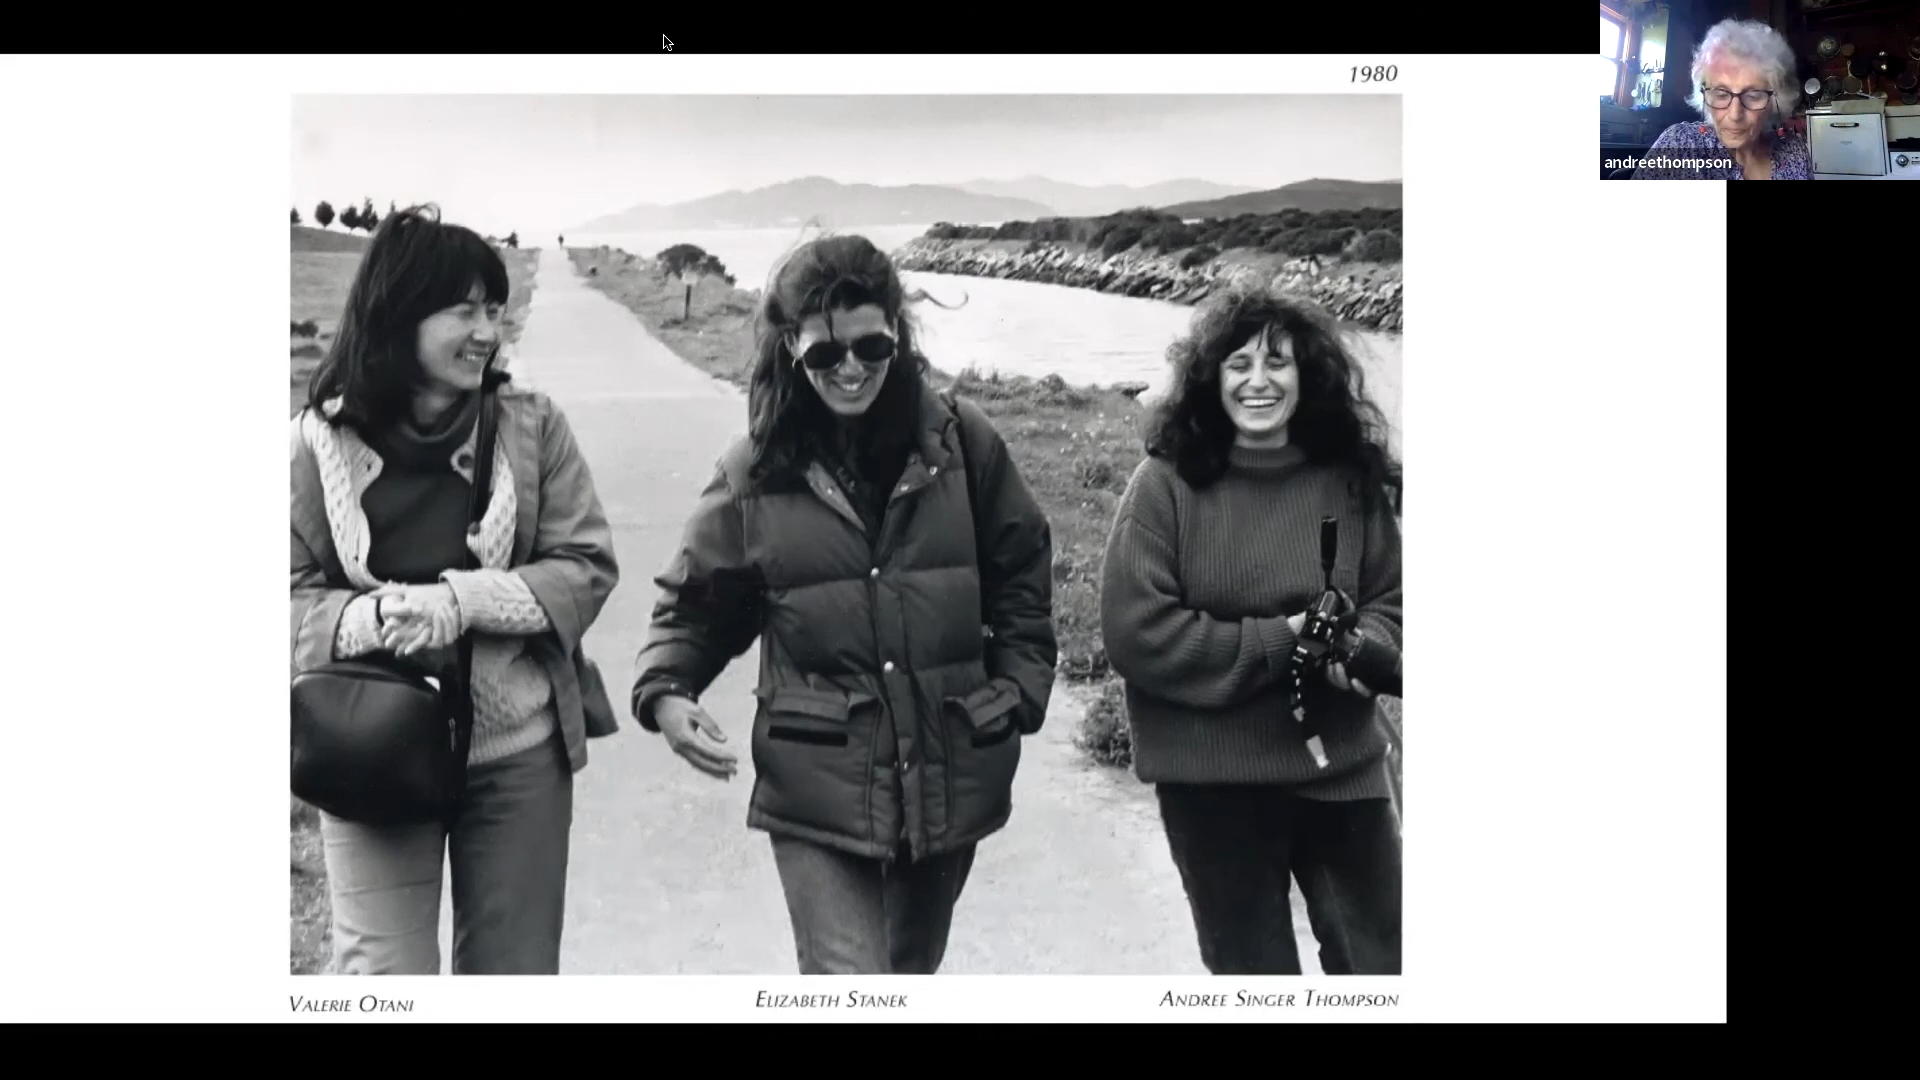 1980
andreethompson
VALERIE OTANI
ELIZABETH STANEK
ANDREE SINGER THOMPSON